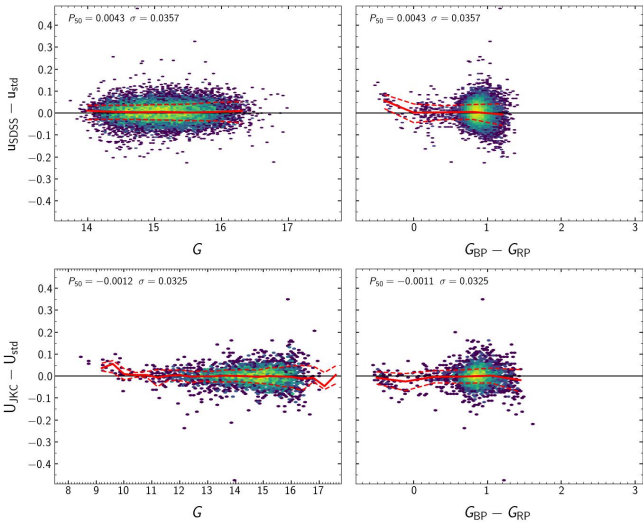 P50 = 0.0043 σ = 0.0357
P50 = 0.0043 σ = 0.0357
0.4
0.3
0.2
0.1
0.0
−0.1
−0.2
−0.3
−0.4
uSDSS − ustd
14 15 16 17
0 1 2 3
G
GBP − GRP
P50 = −0.0012 σ = 0.0325
P50 = −0.0011 σ = 0.0325
0.4
0.3
0.2
0.1
0.0
−0.1
−0.2
−0.3
−0.4
UJKC − Ustd
8 9 10 11 12 13 14 15 16 17
0 1 2 3
G
GBP − GRP